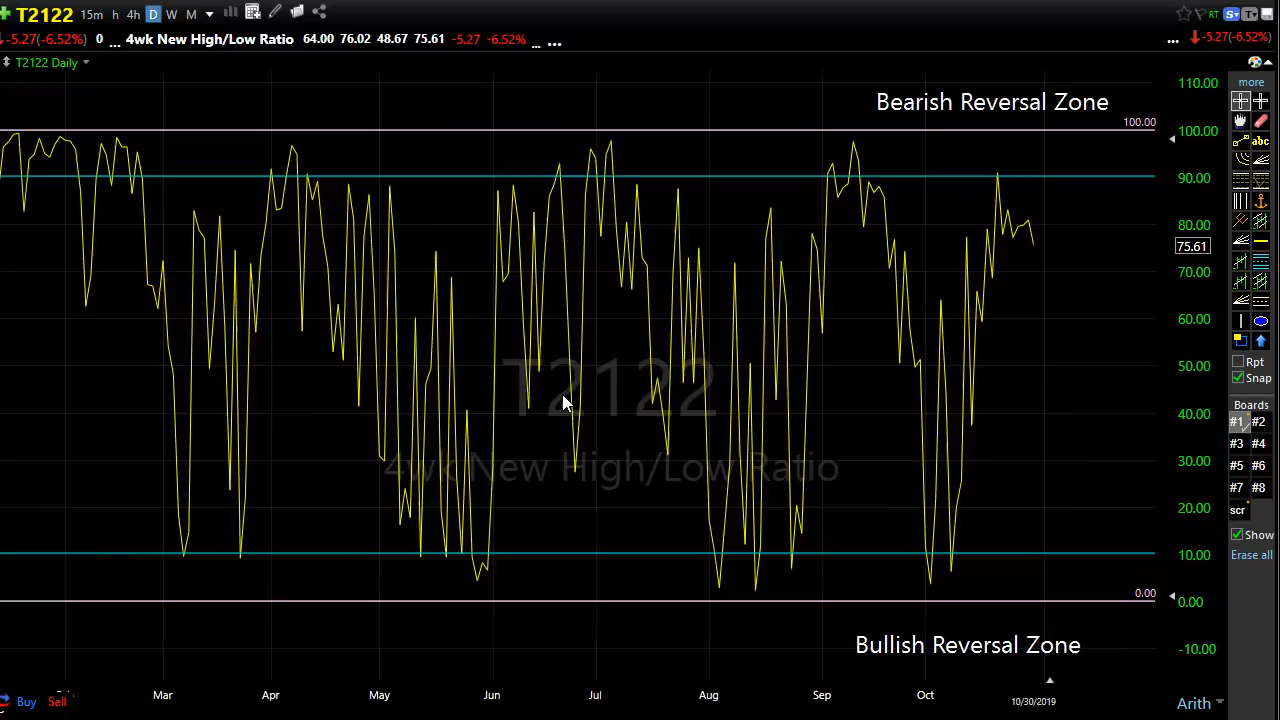 T2122 15m h 4h D W M RT S T
-5.27(-6.52%) 0 ... 4wk New High/Low Ratio 64.00 76.02 48.67 75.61 -5.27 -6.52% ... ... ... -5.27(-6.52%)
T2122 Daily
more
110.00
Bearish Reversal Zone
100.00
100.00
abc
90.00
80.00
75.61
70.00
60.00
50.00
Rpt
Snap
T2122
40.00
Boards
#1 #2
#3 #4
30.00
4wk New High/Low Ratio
#5 #6
#7 #8
20.00
scr
Show
10.00
Erase all
0.00
0.00
Bullish Reversal Zone
-10.00
Mar Apr May Jun Jul Aug Sep Oct
Buy Sell 10/30/2019 Arith